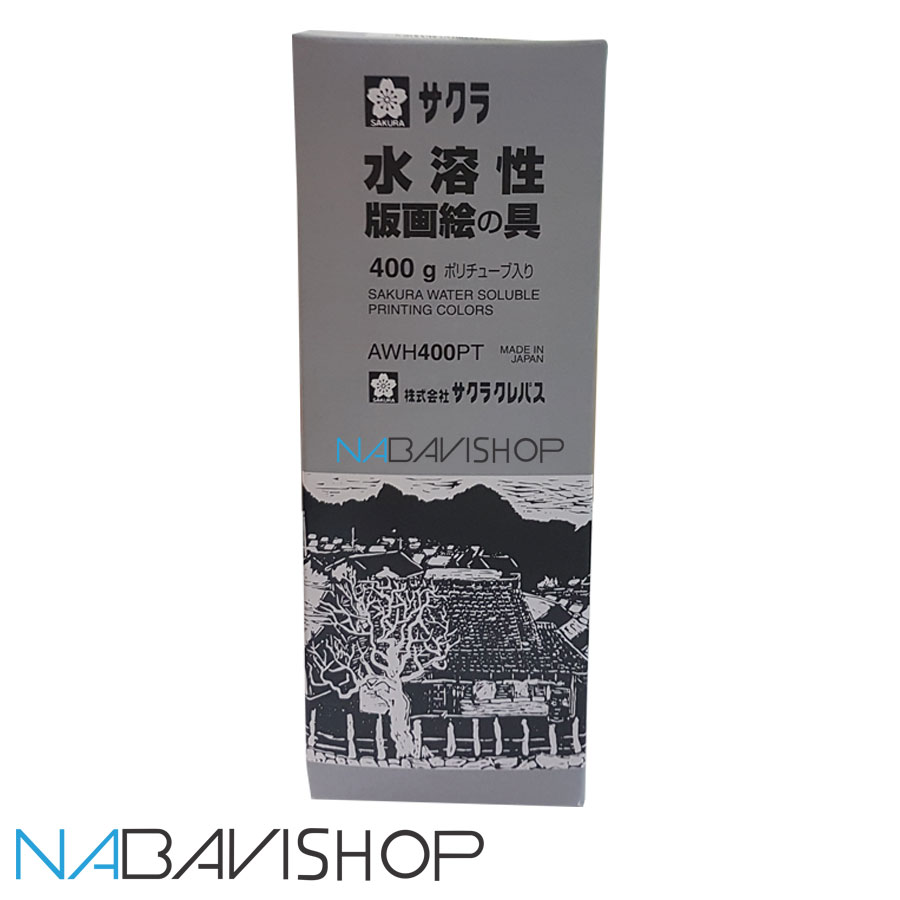 SAKURA サクラ
水溶性
版画絵の具
400 g ポリチューブ入り
SAKURA WATER SOLUBLE
PRINTING COLORS
AWH400PT MADE IN JAPAN
SAKURA 株式会社サクラクレパス
NABAVISHOP
NABAVISHOP